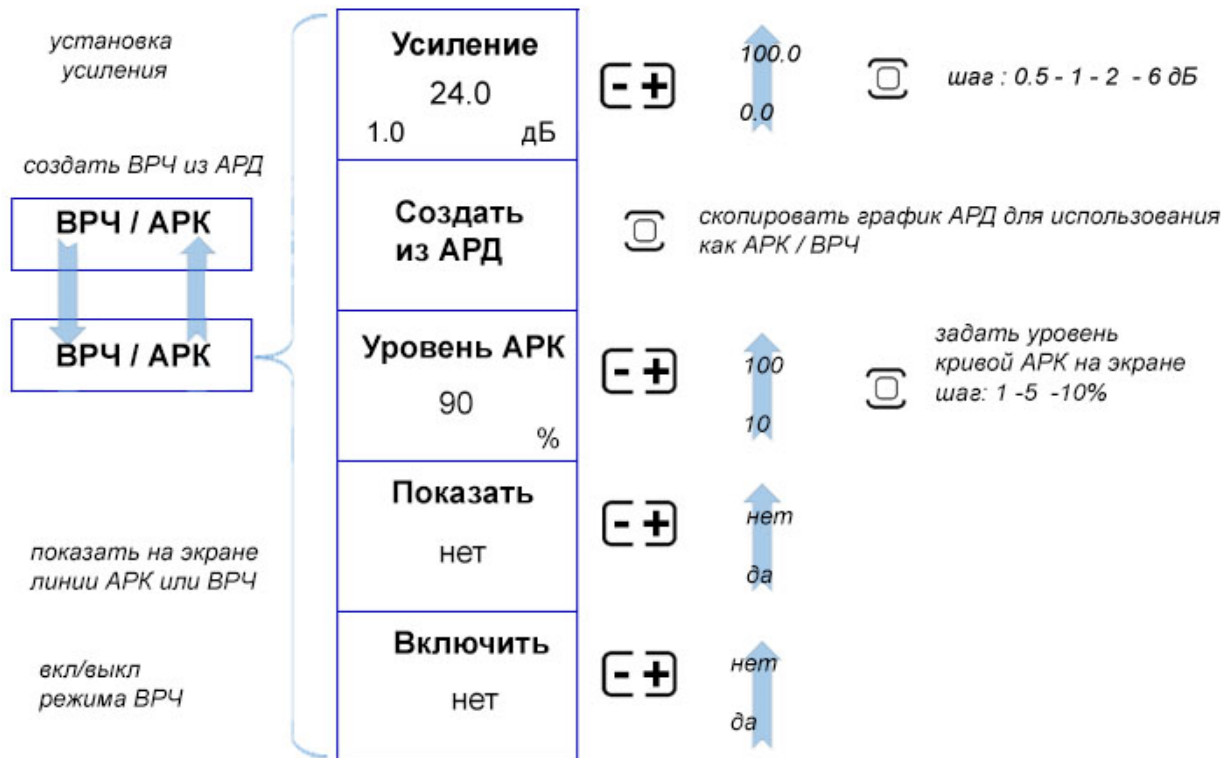 установка
усиления
Усиление
24.0
1.0 дБ
- +
100.0
0.0
шаг : 0.5 - 1 - 2 - 6 дБ
создать ВРЧ из АРД
ВРЧ / АРК
Создать
из АРД
скопировать график АРД для использования
как АРК / ВРЧ
ВРЧ / АРК
Уровень АРК
90
%
- +
100
10
задать уровень
кривой АРК на экране
шаг: 1 -5 -10%
показать на экране
линии АРК или ВРЧ
Показать
нет
- +
нет
да
вкл/выкл
режима ВРЧ
Включить
нет
- +
нет
да